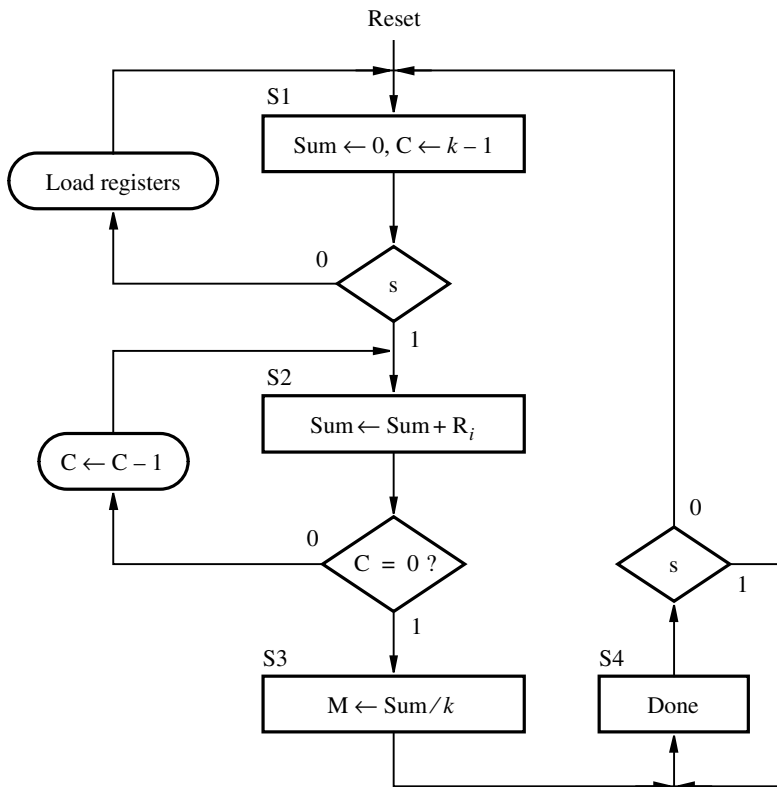 Reset
S1
Sum ← 0, C ← k – 1
Load registers
0
s
1
S2
Sum ← Sum + Rᵢ
C ← C – 1
0
C = 0 ?
1
0
s
1
S3
M ← Sum ⁄ k
S4
Done